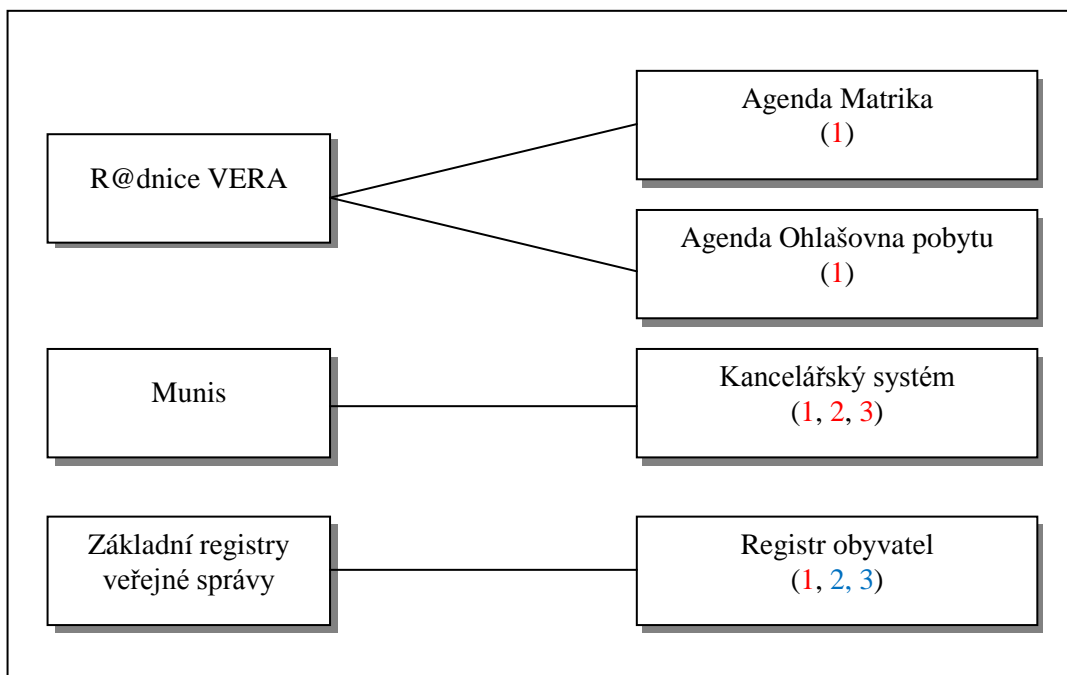 R@dnice VERA
Agenda Matrika
(1)
Agenda Ohlašovna pobytu
(1)
Munis
Kancelářský systém
(1, 2, 3)
Základní registry
veřejné správy
Registr obyvatel
(1, 2, 3)